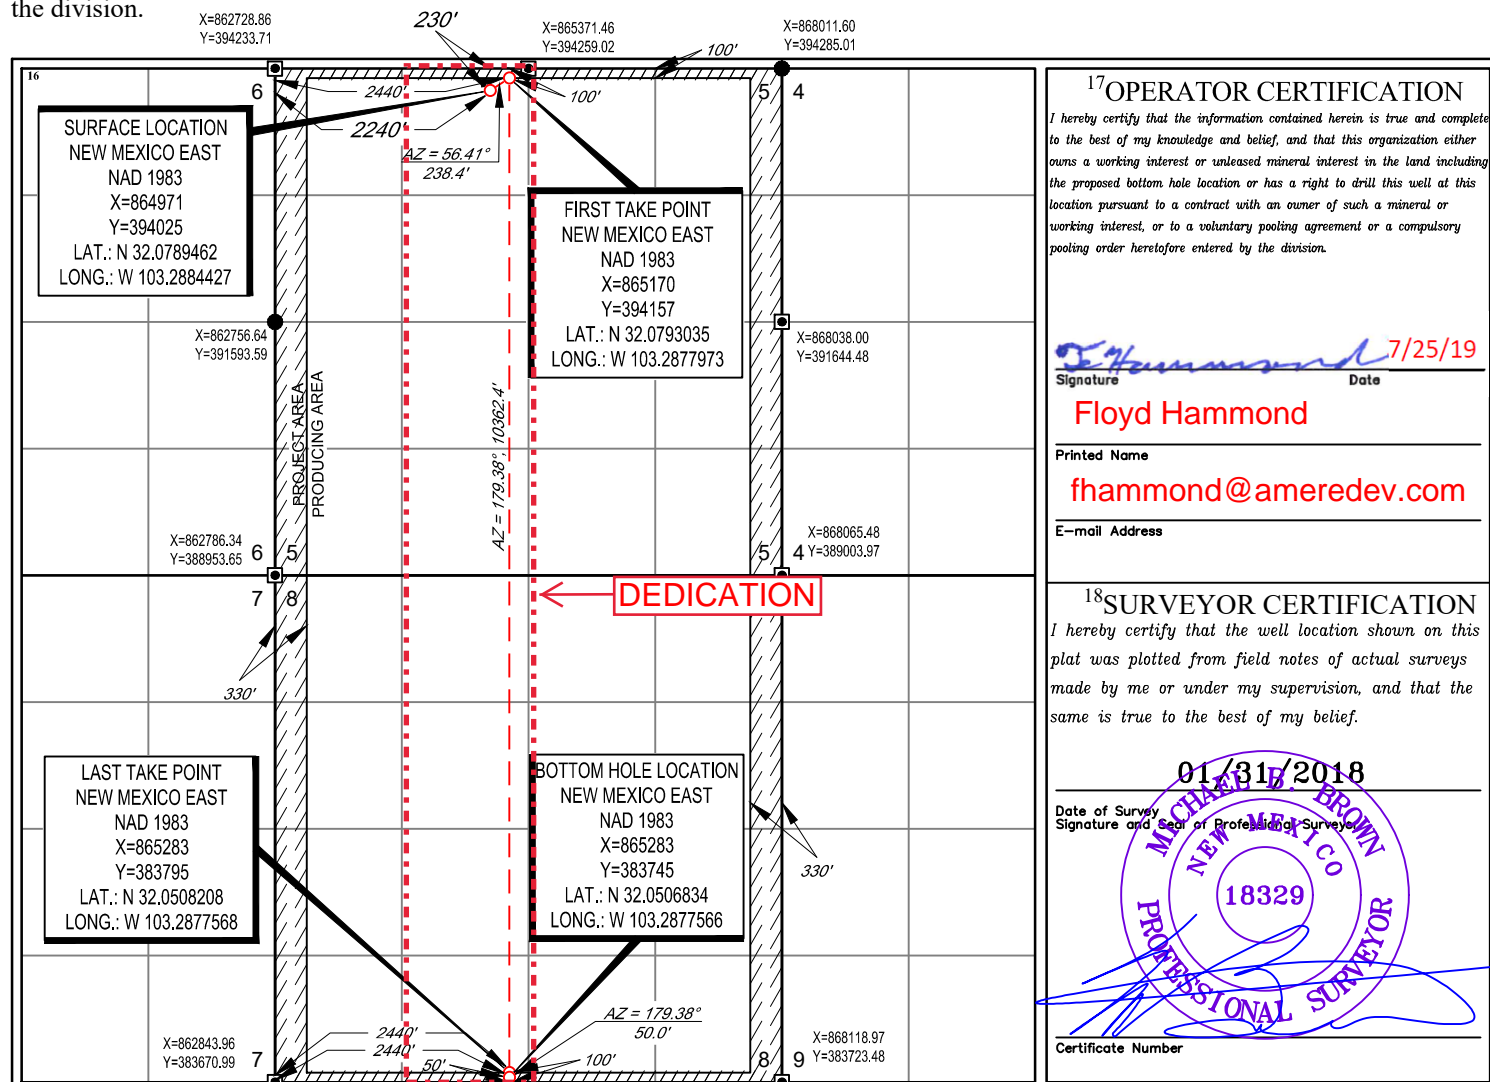 the division.
X=862728.86
Y=394233.71
230'
X=865371.46
Y=394259.02
100'
X=868011.60
Y=394285.01
16
6
2440'
100'
5
4
2240'
AZ = 56.41°
238.4'
SURFACE LOCATION
NEW MEXICO EAST
NAD 1983
X=864971
Y=394025
LAT.: N 32.0789462
LONG.: W 103.2884427
FIRST TAKE POINT
NEW MEXICO EAST
NAD 1983
X=865170
Y=394157
LAT.: N 32.0793035
LONG.: W 103.2877973
X=862756.64
Y=391593.59
X=868038.00
Y=391644.48
PROJECT AREA
PRODUCING AREA
AZ = 179.38°, 10362.4'
X=862786.34
Y=388953.65
6
5
5
4
X=868065.48
Y=389003.97
7
8
DEDICATION
330'
LAST TAKE POINT
NEW MEXICO EAST
NAD 1983
X=865283
Y=383795
LAT.: N 32.0508208
LONG.: W 103.2877568
BOTTOM HOLE LOCATION
NEW MEXICO EAST
NAD 1983
X=865283
Y=383745
LAT.: N 32.0506834
LONG.: W 103.2877566
330'
AZ = 179.38°
50.0'
X=862843.96
Y=383670.99
7
2440'
2440'
50'
100'
8
9
X=868118.97
Y=383723.48
17OPERATOR CERTIFICATION
I hereby certify that the information contained herein is true and complete
to the best of my knowledge and belief, and that this organization either
owns a working interest or unleased mineral interest in the land including
the proposed bottom hole location or has a right to drill this well at this
location pursuant to a contract with an owner of such a mineral or
working interest, or to a voluntary pooling agreement or a compulsory
pooling order heretofore entered by the division.
7/25/19
Signature Date
Floyd Hammond
Printed Name
fhammond@ameredev.com
E-mail Address
18SURVEYOR CERTIFICATION
I hereby certify that the well location shown on this
plat was plotted from field notes of actual surveys
made by me or under my supervision, and that the
same is true to the best of my belief.
01/31/2018
Date of Survey
Signature and Seal of Professional Surveyor
MICHAEL B. BROWN
NEW MEXICO
18329
PROFESSIONAL SURVEYOR
Certificate Number